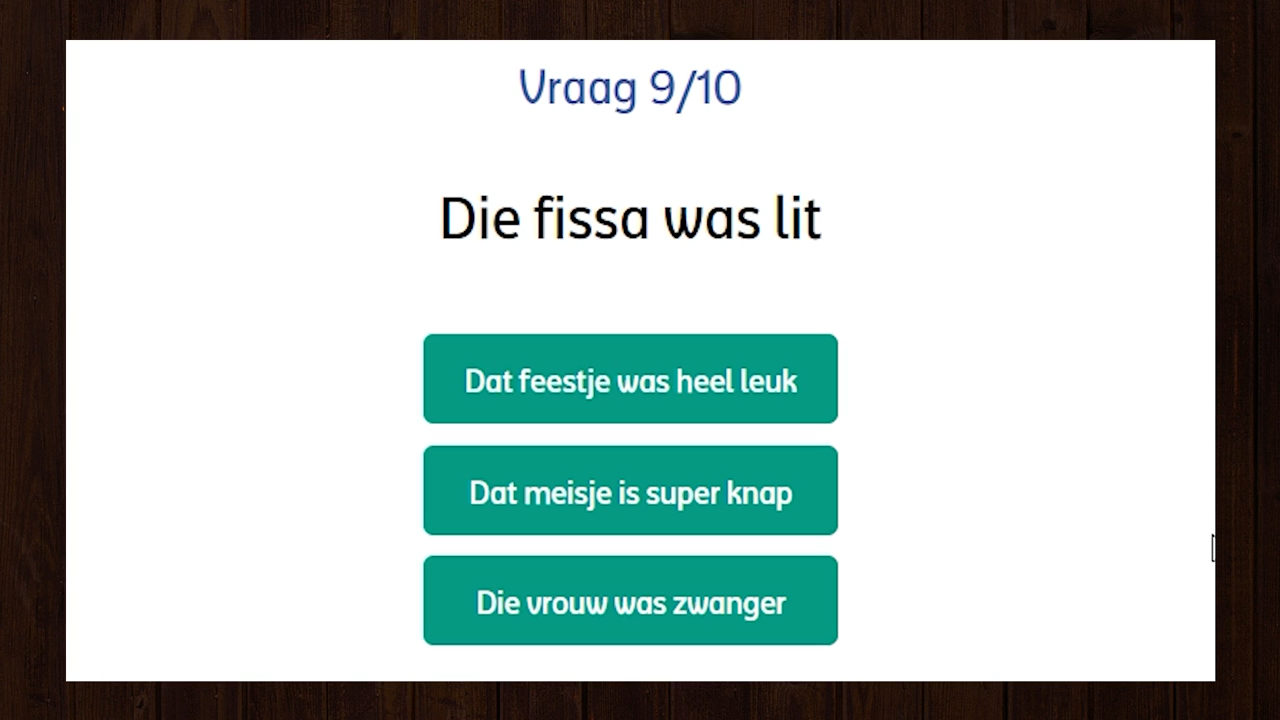 Vraag 9/10
Die fissa was lit
Dat feestje was heel leuk
Dat meisje is super knap
Die vrouw was zwanger